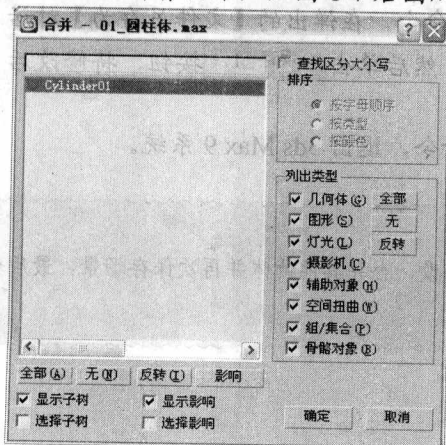 合并 - 01_圆柱体.max
Cylinder01
查找区分大小写
排序
按字母顺序
按类型
按颜色
列出类型
几何体(G) 全部
图形(S) 无
灯光(L) 反转
摄影机(C)
辅助对象(H)
空间扭曲(W)
组/集合(P)
骨骼对象(B)
全部(A) 无(N) 反转(I) 影响
显示子树 显示影响
选择子树 选择影响
确定 取消